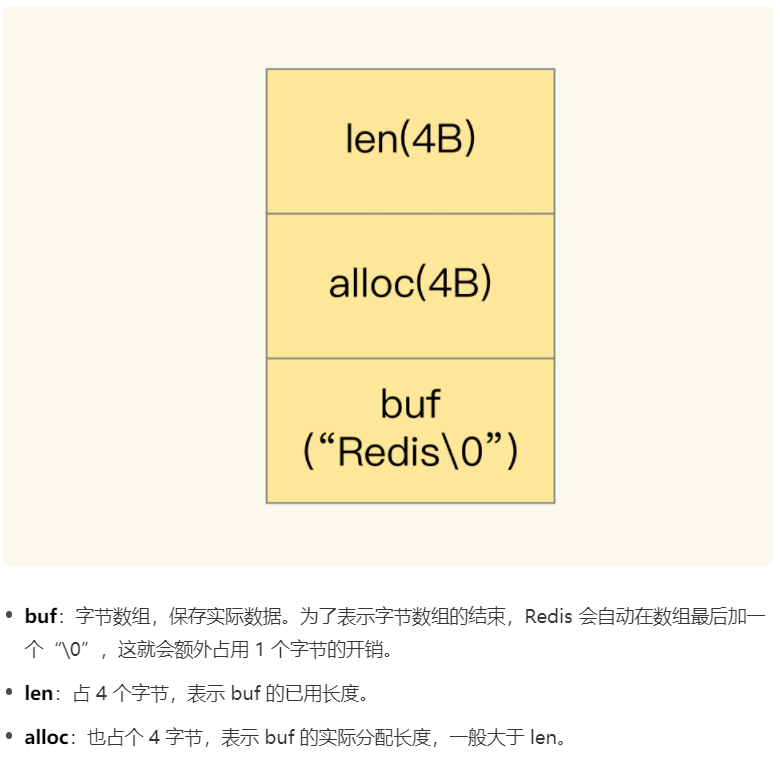 len(4B)
alloc(4B)
buf
(“Redis\0”)
• buf：字节数组，保存实际数据。为了表示字节数组的结束，Redis 会自动在数组最后加一
个“\0”，这就会额外占用 1 个字节的开销。
• len：占 4 个字节，表示 buf 的已用长度。
• alloc：也占个 4 字节，表示 buf 的实际分配长度，一般大于 len。